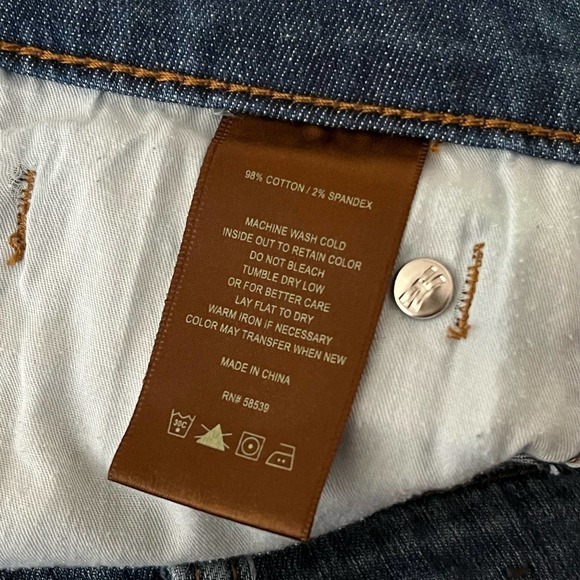 98% COTTON / 2% SPANDEX
MACHINE WASH COLD
INSIDE OUT TO RETAIN COLOR
DO NOT BLEACH
TUMBLE DRY LOW
OR FOR BETTER CARE
LAY FLAT TO DRY
WARM IRON IF NECESSARY
COLOR MAY TRANSFER WHEN NEW
MADE IN CHINA
RN# 58539
30C